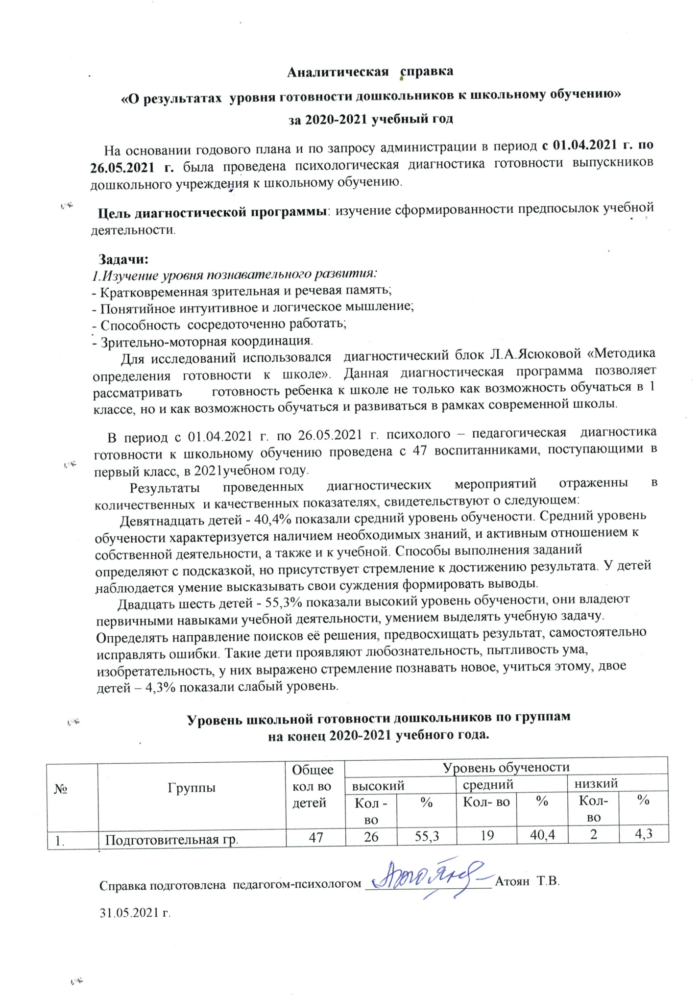 Аналитическая справка
«О результатах уровня готовности дошкольников к школьному обучению»
за 2020-2021 учебный год
На основании годового плана и по запросу администрации в период с 01.04.2021 г. по
26.05.2021 г. была проведена психологическая диагностика готовности выпускников
дошкольного учреждения к школьному обучению.
Цель диагностической программы: изучение сформированности предпосылок учебной
деятельности.
Задачи:
1.Изучение уровня познавательного развития:
- Кратковременная зрительная и речевая память;
- Понятийное интуитивное и логическое мышление;
- Способность сосредоточенно работать;
- Зрительно-моторная координация.
Для исследований использовался диагностический блок Л.А.Ясюковой «Методика
определения готовности к школе». Данная диагностическая программа позволяет
рассматривать готовность ребенка к школе не только как возможность обучаться в 1
классе, но и как возможность обучаться и развиваться в рамках современной школы.
В период с 01.04.2021 г. по 26.05.2021 г. психолого – педагогическая диагностика
готовности к школьному обучению проведена с 47 воспитанниками, поступающими в
первый класс, в 2021учебном году.
Результаты проведенных диагностических мероприятий отраженны в
количественных и качественных показателях, свидетельствуют о следующем:
Девятнадцать детей - 40,4% показали средний уровень обучености. Средний уровень
обучености характеризуется наличием необходимых знаний, и активным отношением к
собственной деятельности, а также и к учебной. Способы выполнения заданий
определяют с подсказкой, но присутствует стремление к достижению результата. У детей
наблюдается умение высказывать свои суждения формировать выводы.
Двадцать шесть детей - 55,3% показали высокий уровень обучености, они владеют
первичными навыками учебной деятельности, умением выделять учебную задачу.
Определять направление поисков её решения, предвосхищать результат, самостоятельно
исправлять ошибки. Такие дети проявляют любознательность, пытливость ума,
изобретательность, у них выражено стремление познавать новое, учиться этому, двое
детей – 4,3% показали слабый уровень.
Уровень школьной готовности дошкольников по группам
на конец 2020-2021 учебного года.
№ Группы Общее кол во детей Уровень обучености
высокий средний низкий
Кол - во % Кол- во % Кол- во %
1. Подготовительная гр. 47 26 55,3 19 40,4 2 4,3
Справка подготовлена педагогом-психологом Атоян Атоян Т.В.
31.05.2021 г.